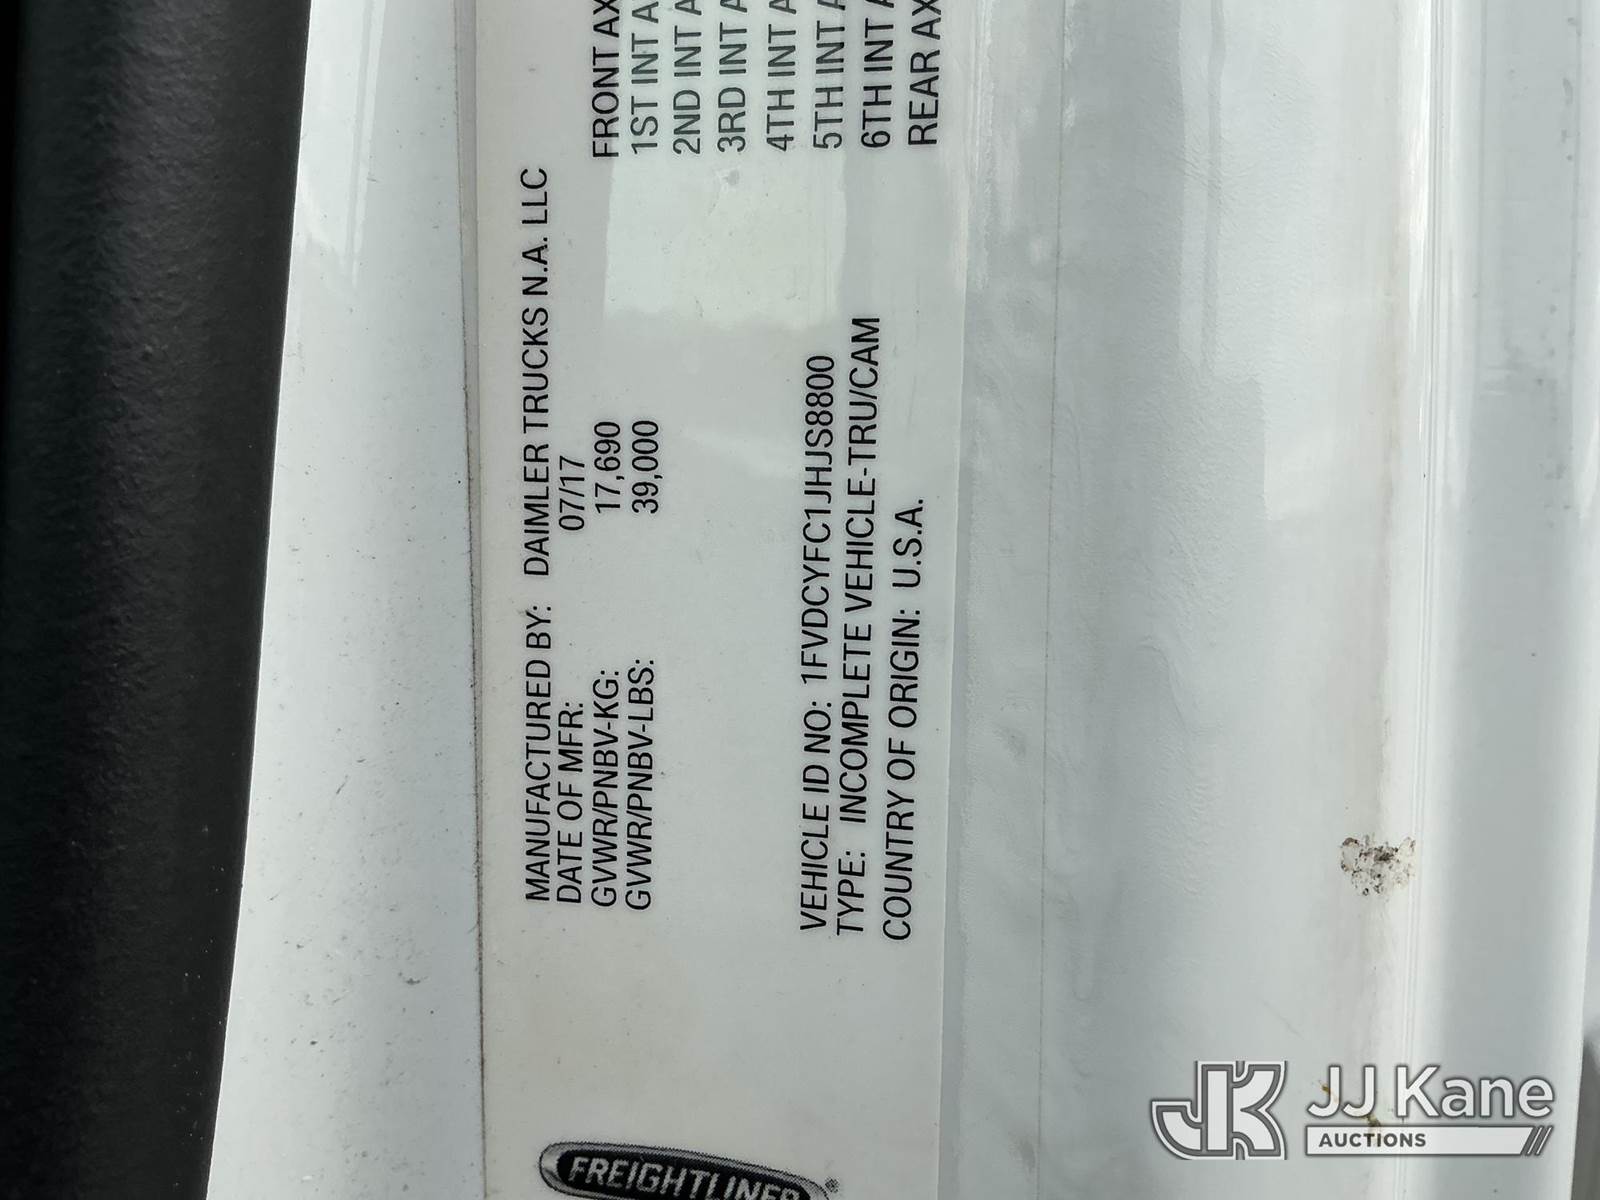 MANUFACTURED BY: DAIMLER TRUCKS N.A. LLC
DATE OF MFR: 07/17
GVWR/PNBV-KG: 17,690
GVWR/PNBV-LBS: 39,000
VEHICLE ID NO: 1FVDCYFC1JHJS8800
TYPE: INCOMPLETE VEHICLE-TRU/CAM
COUNTRY OF ORIGIN: U.S.A.
FRONT AX
1ST INT A
2ND INT A
3RD INT A
4TH INT A
5TH INT A
6TH INT A
REAR AX
FREIGHTLINER
JK JJ Kane
AUCTIONS